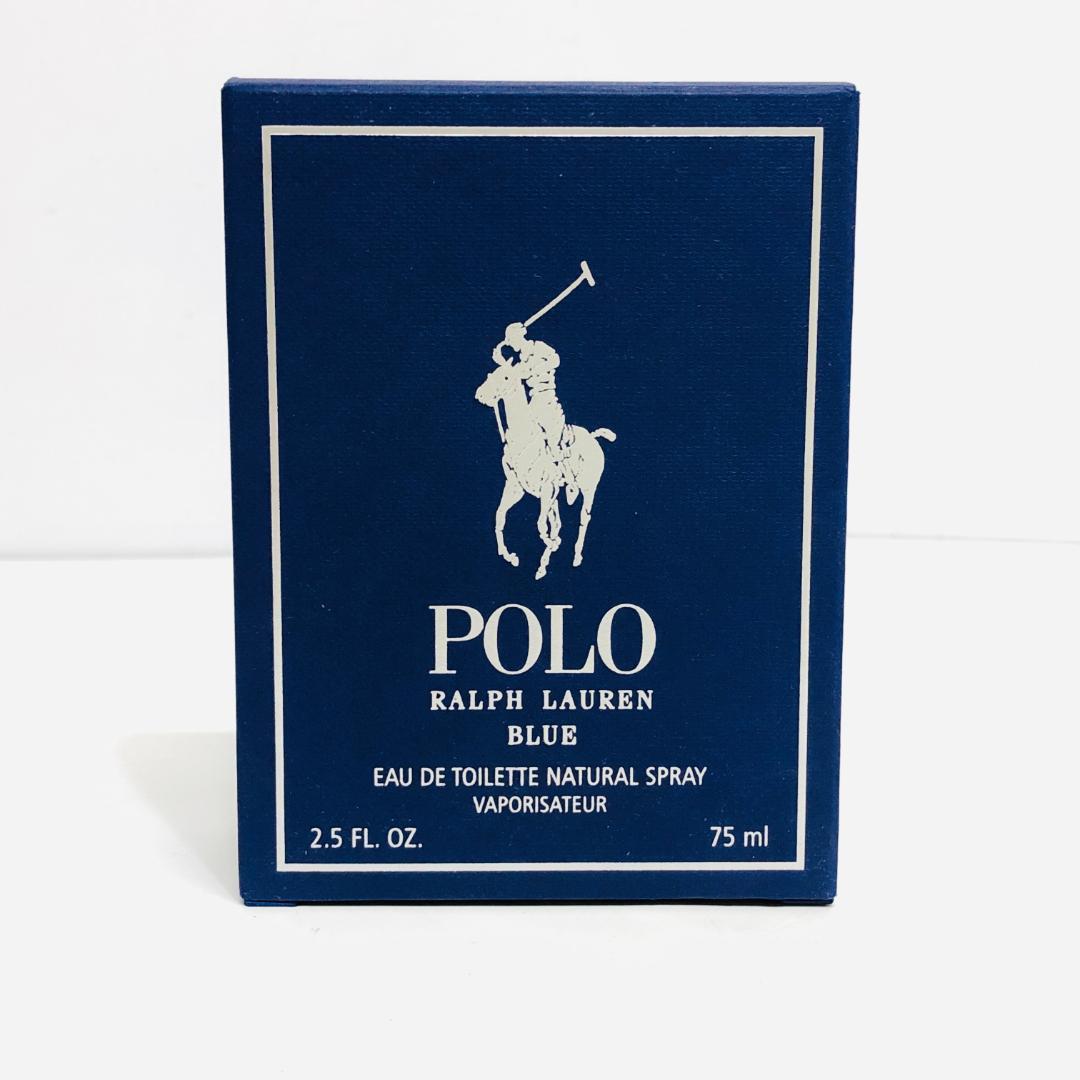 POLO
RALPH LAUREN
BLUE
EAU DE TOILETTE NATURAL SPRAY
VAPORISATEUR
2.5 FL. OZ. 75 ml